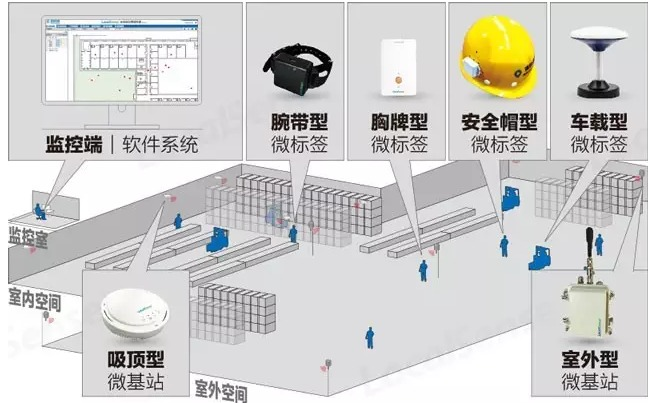 监控端｜软件系统
腕带型
微标签
胸牌型
微标签
安全帽型
微标签
车载型
微标签
监控室
室内空间
吸顶型
微基站
室外空间
室外型
微基站